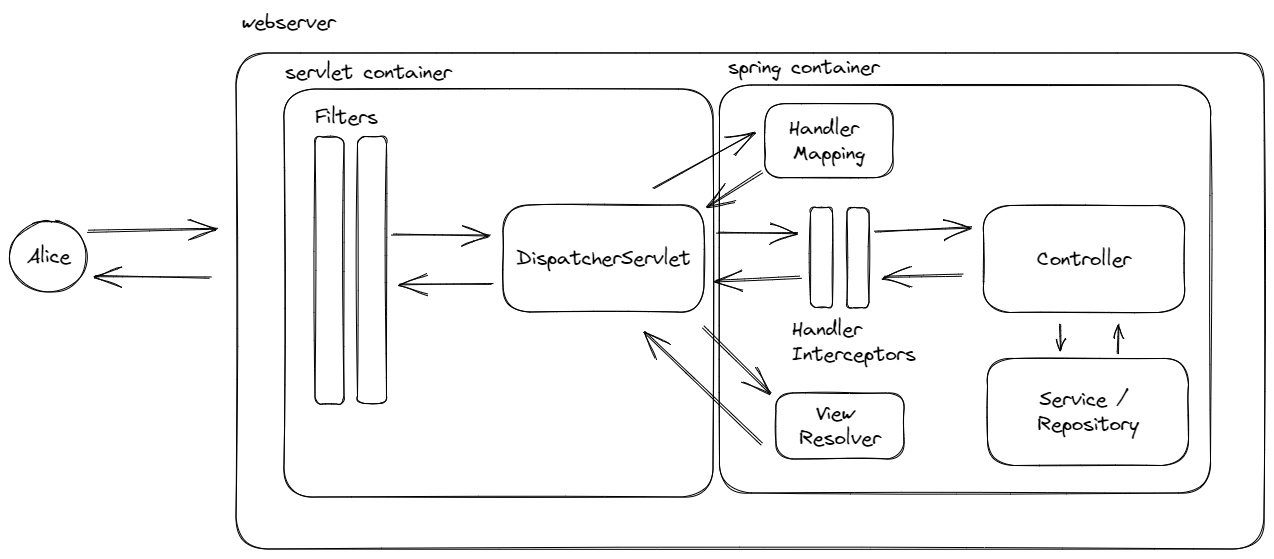 webserver
servlet container
spring container
Filters
Handler
Mapping
Alice
DispatcherServlet
Controller
Handler
Interceptors
View
Resolver
Service /
Repository